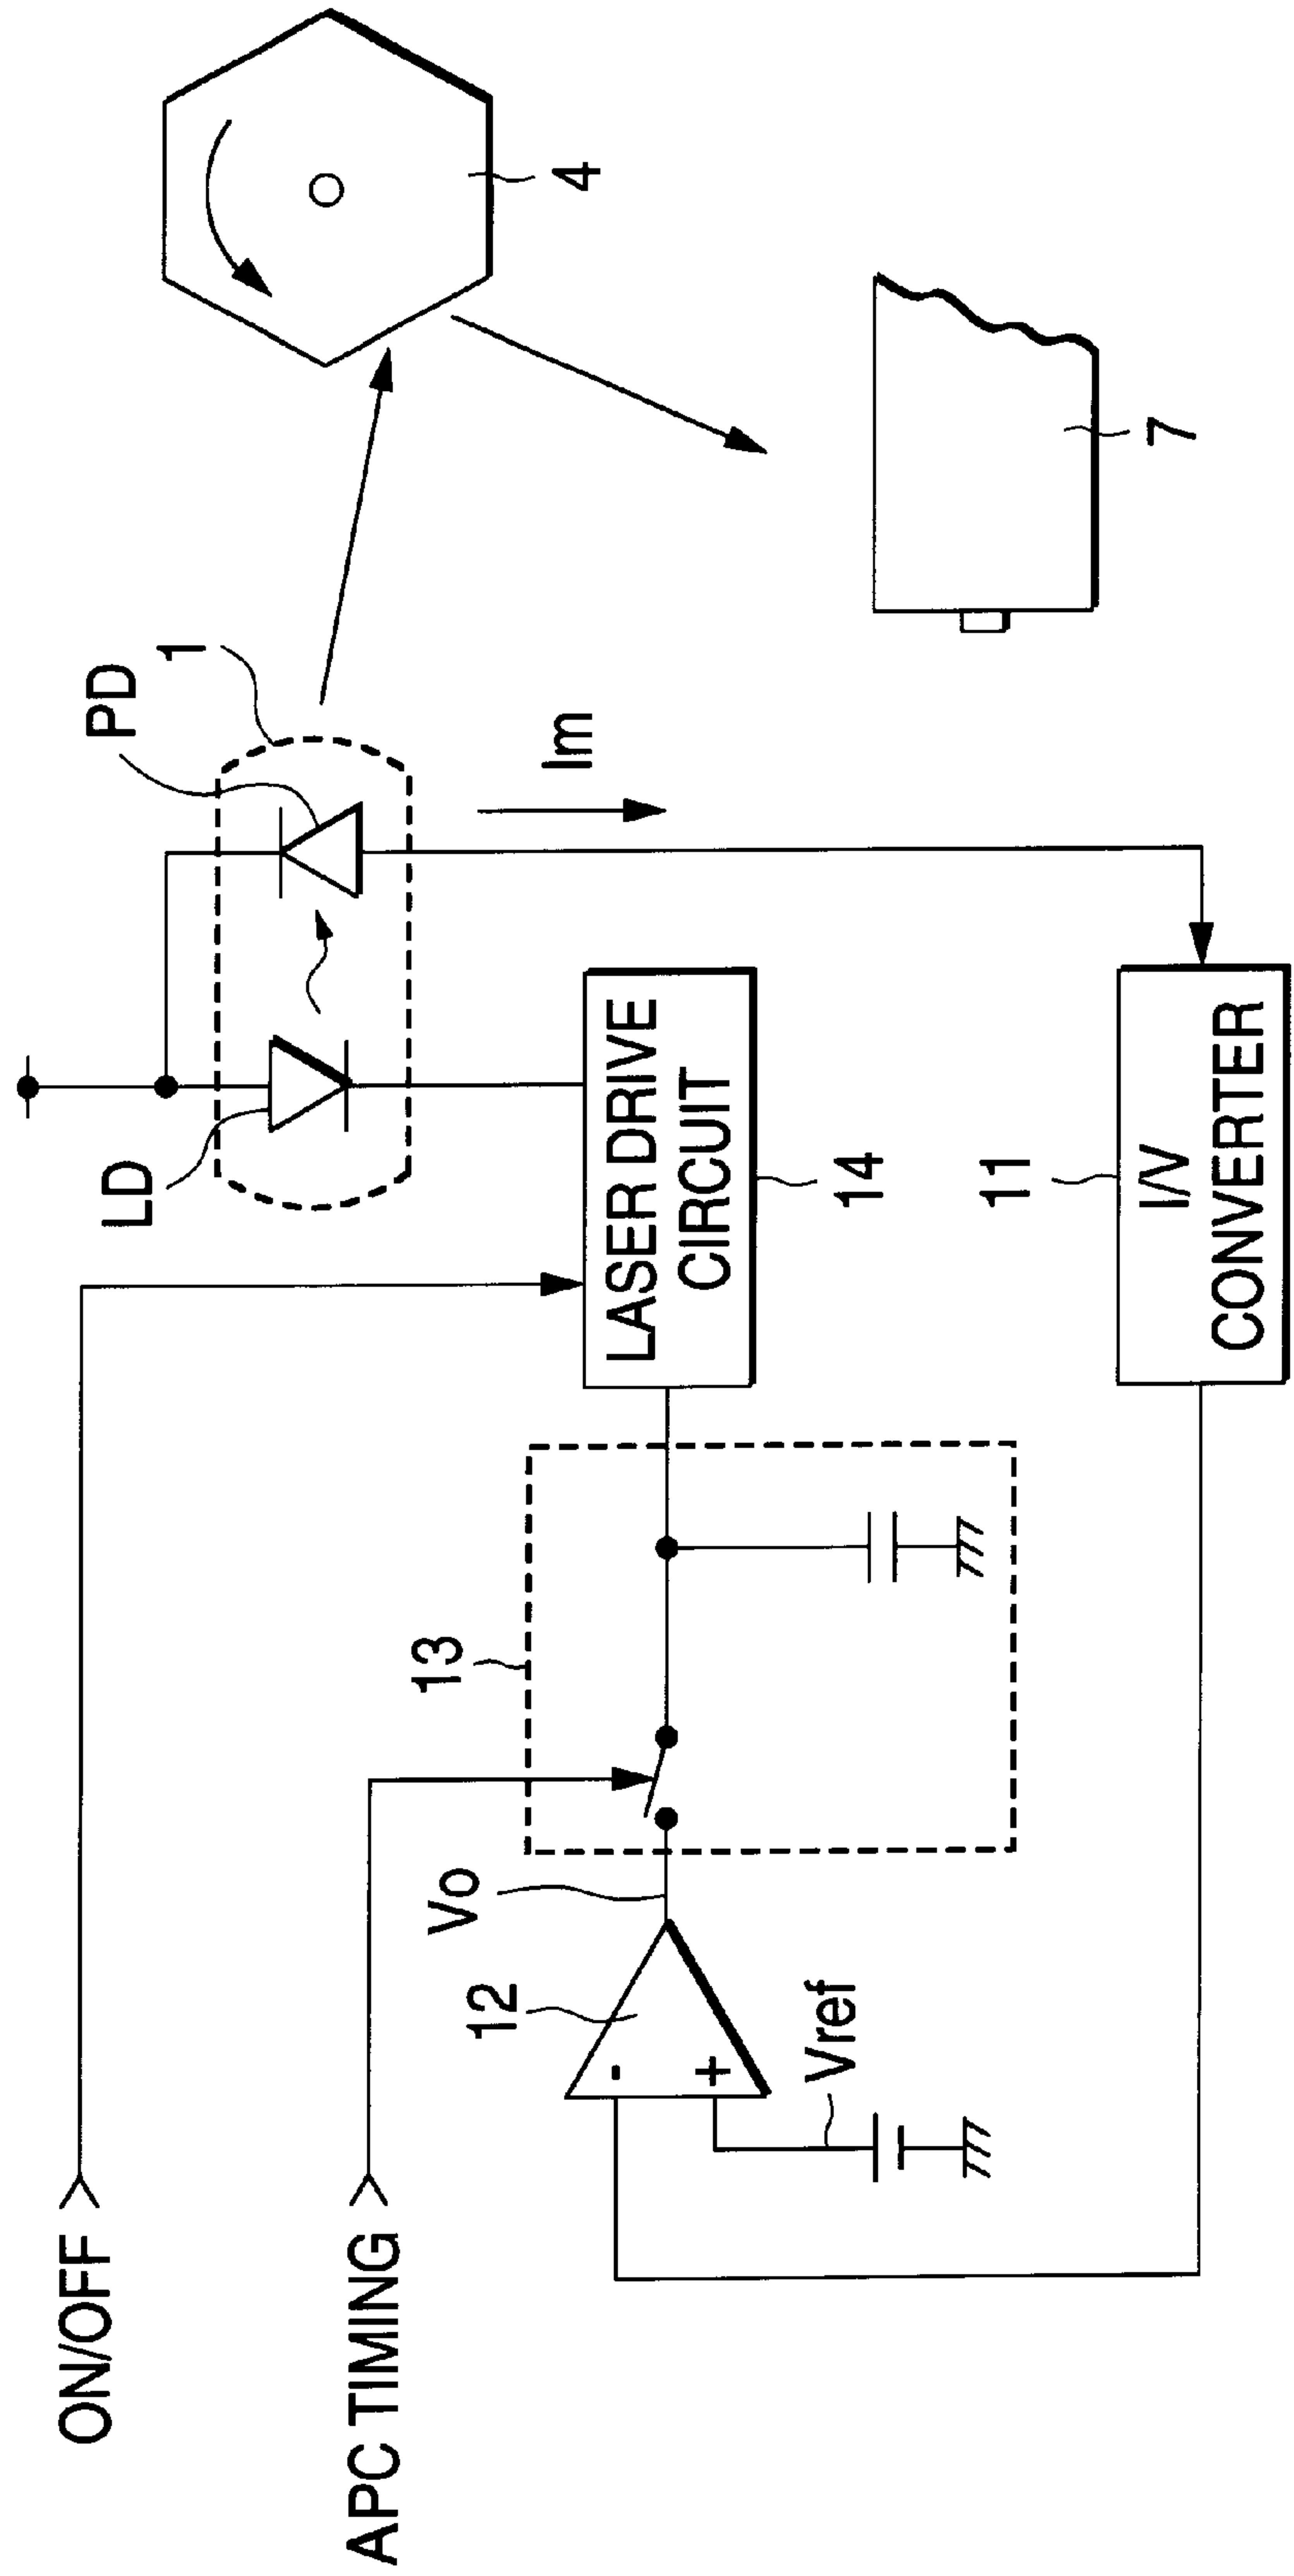 ON/OFF
APC TIMING
LD
PD
1
4
Im
7
LASER DRIVE
CIRCUIT
14
13
Vo
12
-
+
Vref
11
I/V
CONVERTER